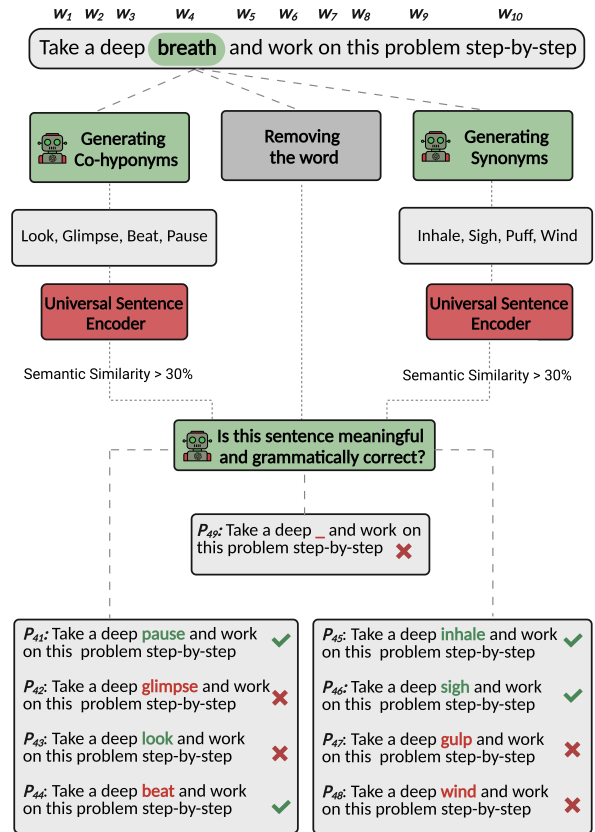 w1 w2 w3 w4 w5 w6 w7 w8 w9 w10
Take a deep breath and work on this problem step-by-step
Generating
Co-hyponyms
Removing
the word
Generating
Synonyms
Look, Glimpse, Beat, Pause
Inhale, Sigh, Puff, Wind
Universal Sentence
Encoder
Universal Sentence
Encoder
Semantic Similarity > 30%
Semantic Similarity > 30%
Is this sentence meaningful
and grammatically correct?
P49: Take a deep _ and work on
this problem step-by-step
P41: Take a deep pause and work
on this problem step-by-step
P42: Take a deep glimpse and work
on this problem step-by-step
P43: Take a deep look and work
on this problem step-by-step
P44: Take a deep beat and work
on this problem step-by-step
P45: Take a deep inhale and work
on this problem step-by-step
P46: Take a deep sigh and work
on this problem step-by-step
P47: Take a deep gulp and work
on this problem step-by-step
P48: Take a deep wind and work
on this problem step-by-step